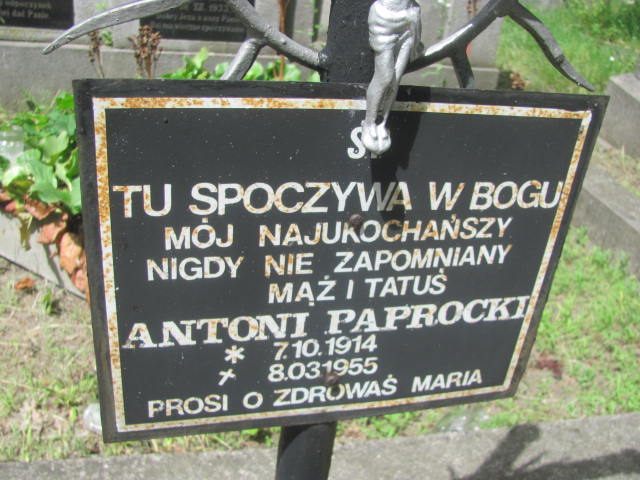 Ś
TU SPOCZYWA W BOGU
MÓJ NAJUKOCHAŃSZY
NIGDY NIE ZAPOMNIANY
MĄŻ I TATUŚ
ANTONI PAPROCKI
* 7.10.1914
† 8.03.1955
PROSI O ZDROWAŚ MARIA